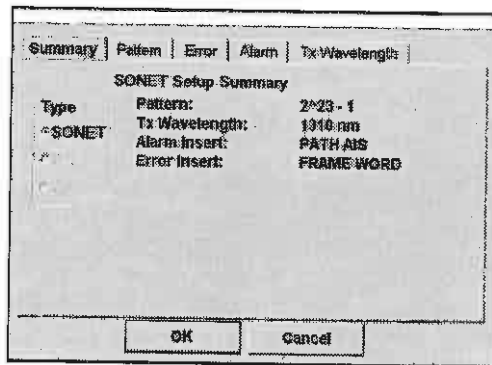 Summary Pattern Error Alarm Tx Wavelength
SONET Setup Summary
Type
SONET
Pattern: 2^23 - 1
Tx Wavelength: 1310 nm
Alarm Insert: PATH AIS
Error Insert: FRAME WORD
OK Cancel